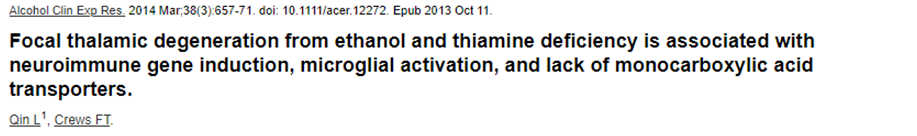 Alcohol Clin Exp Res. 2014 Mar;38(3):657-71. doi: 10.1111/acer.12272. Epub 2013 Oct 11.
Focal thalamic degeneration from ethanol and thiamine deficiency is associated with
neuroimmune gene induction, microglial activation, and lack of monocarboxylic acid
transporters.
Qin L1, Crews FT.